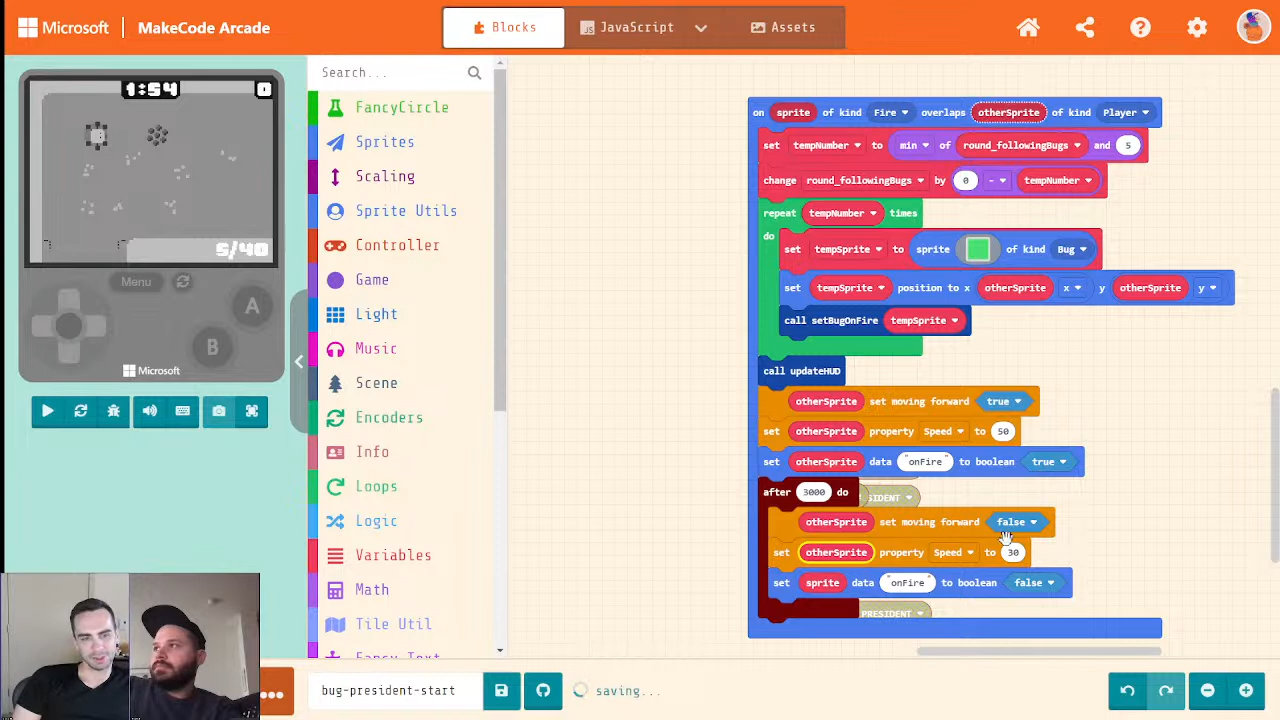 Microsoft
MakeCode Arcade
Blocks
JavaScript
Assets
1:54
0
5/40
Menu
A
B
Microsoft
Search...
FancyCircle
Sprites
Scaling
Sprite Utils
Controller
Game
Light
Music
Scene
Encoders
Info
Loops
Logic
Variables
Math
Tile Util
Fancy Text
on sprite of kind Fire overlaps otherSprite of kind Player
set tempNumber to min of round_followingBugs and 5
change round_followingBugs by 0 - tempNumber
repeat tempNumber times
do
set tempSprite to sprite of kind Bug
set tempSprite position to x otherSprite x y otherSprite y
call setBugOnFire tempSprite
call updateHUD
otherSprite set moving forward true
set otherSprite property Speed to 50
set otherSprite data "onFire" to boolean true
after 3000 do
SIDENT
otherSprite set moving forward false
set otherSprite property Speed to 30
set sprite data "onFire" to boolean false
PRESIDENT
bug-president-start
saving...